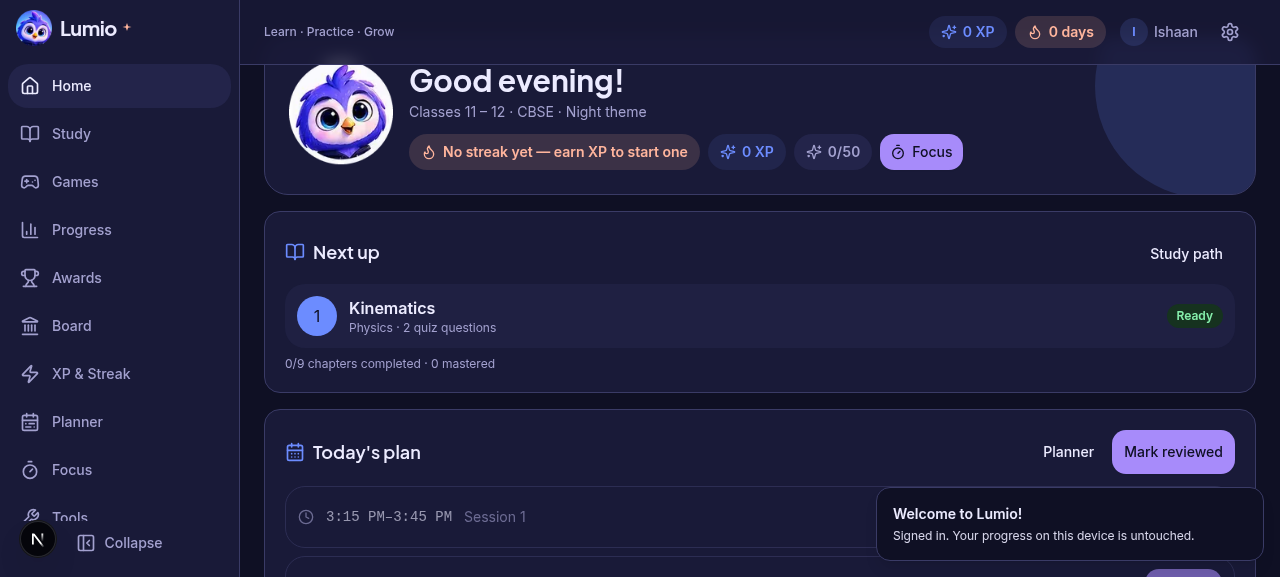 Lumio
Learn · Practice · Grow
0 XP
0 days
I
Ishaan
Home
Study
Games
Progress
Awards
Board
XP & Streak
Planner
Focus
Tools
N
Collapse
Good evening!
Classes 11 – 12 · CBSE · Night theme
No streak yet — earn XP to start one
0 XP
0/50
Focus
Next up
Study path
1
Kinematics
Physics · 2 quiz questions
Ready
0/9 chapters completed · 0 mastered
Today's plan
Planner
Mark reviewed
3:15 PM–3:45 PM
Session 1
Welcome to Lumio!
Signed in. Your progress on this device is untouched.